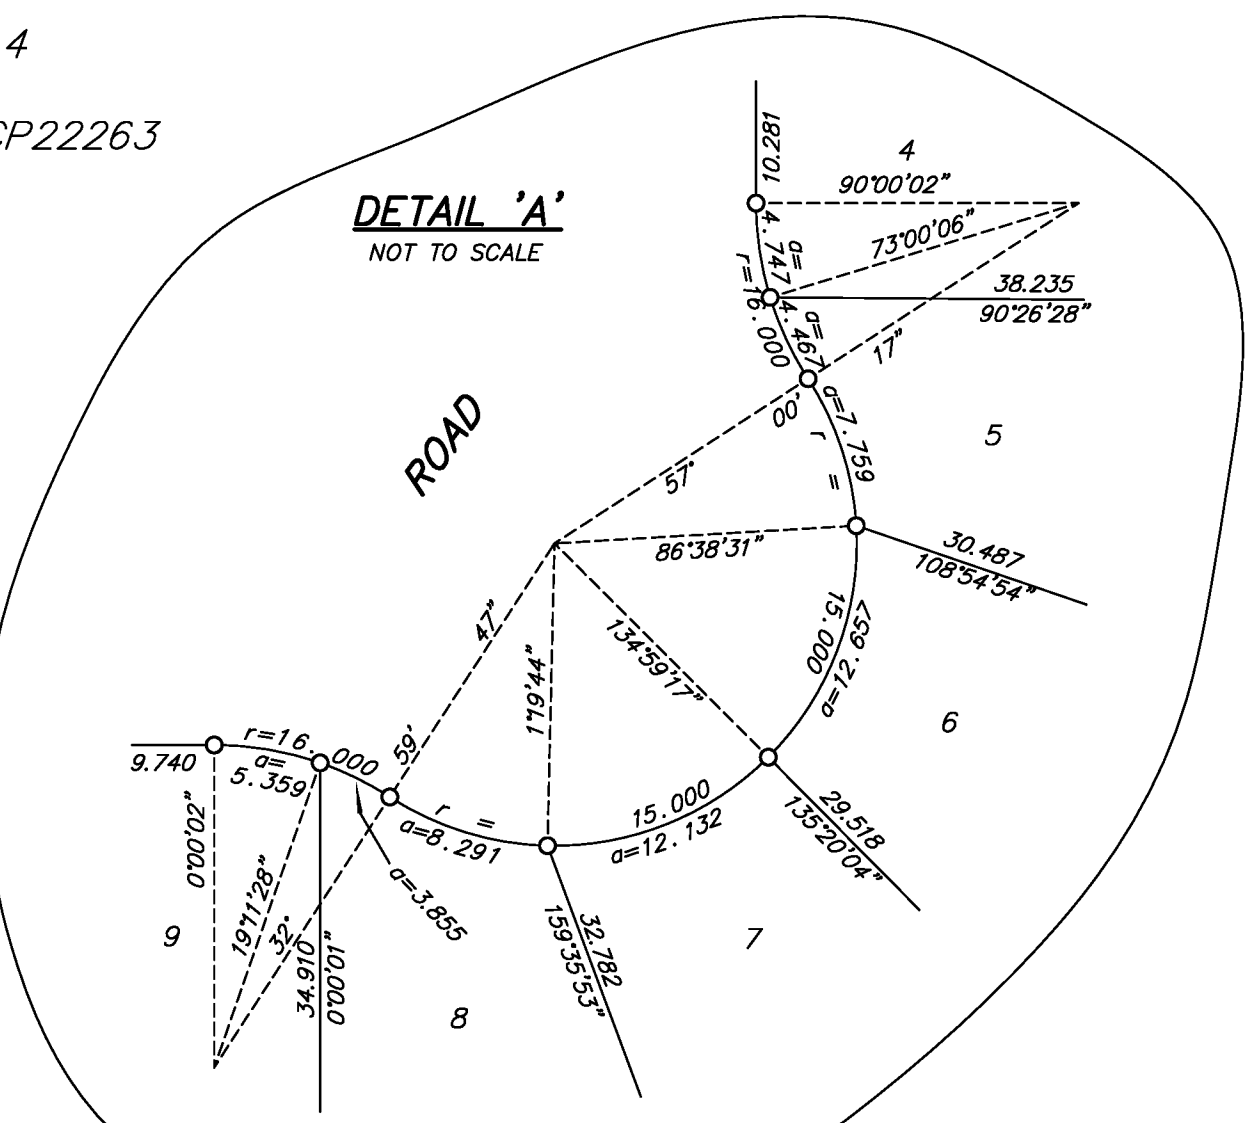 4
CP22263
DETAIL 'A'
NOT TO SCALE
10.281
4
90°00'02"
73°00'06"
a=
4.747
r=16.000
38.235
90°26'28"
a=
4.467
57° 00' 17"
a=7.759
5
ROAD
r = 15.000
86°38'31"
30.487
108°54'54"
134°59'17"
a=12.657
6
1°19'44"
32° 59' 47"
9.740
r=16.000
a=
5.359
0°00'02"
19°11'28"
r = 15.000
a=8.291
a=12.132
29.518
135°20'04"
a=3.855
9
34.910
0°00'01"
32.782
159°35'53"
7
8